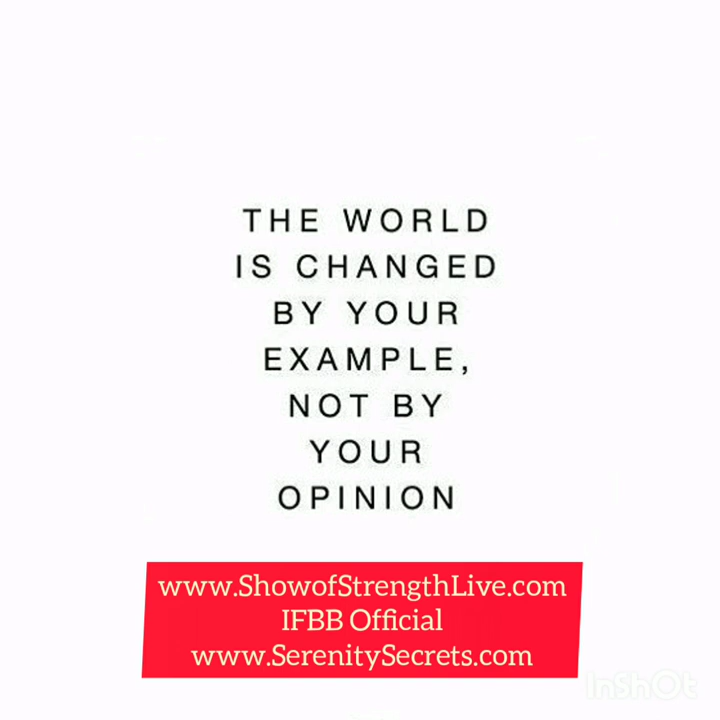 THE WORLD
IS CHANGED
BY YOUR
EXAMPLE,
NOT BY
YOUR
OPINION
www.ShowofStrengthLive.com
IFBB Official
www.SerenitySecrets.com
InShOt